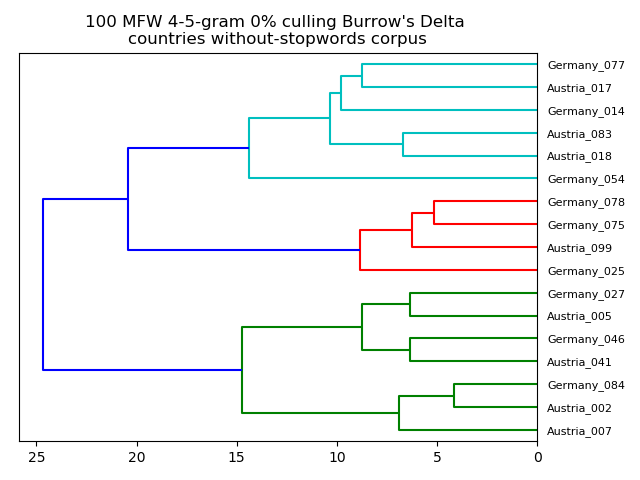 100 MFW 4-5-gram 0% culling Burrow's Delta
countries without-stopwords corpus
Germany_077
Austria_017
Germany_014
Austria_083
Austria_018
Germany_054
Germany_078
Germany_075
Austria_099
Germany_025
Germany_027
Austria_005
Germany_046
Austria_041
Germany_084
Austria_002
Austria_007
25 20 15 10 5 0